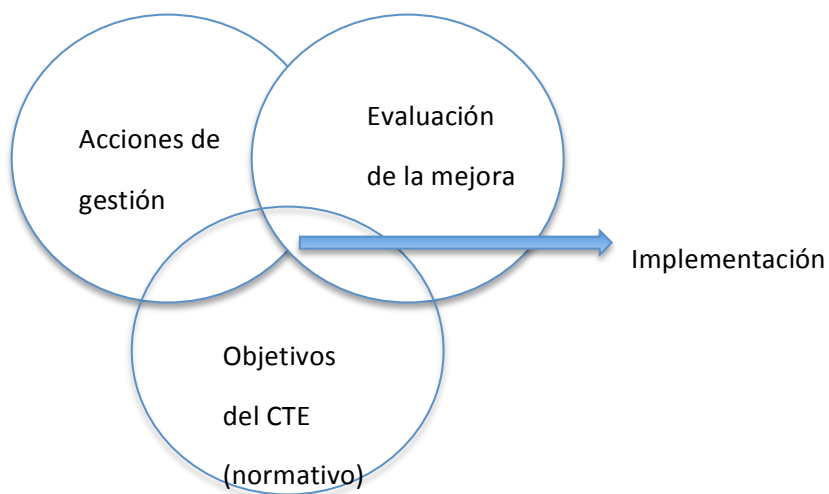 Acciones de
gestión
Evaluación
de la mejora
Implementación
Objetivos
del CTE
(normativo)